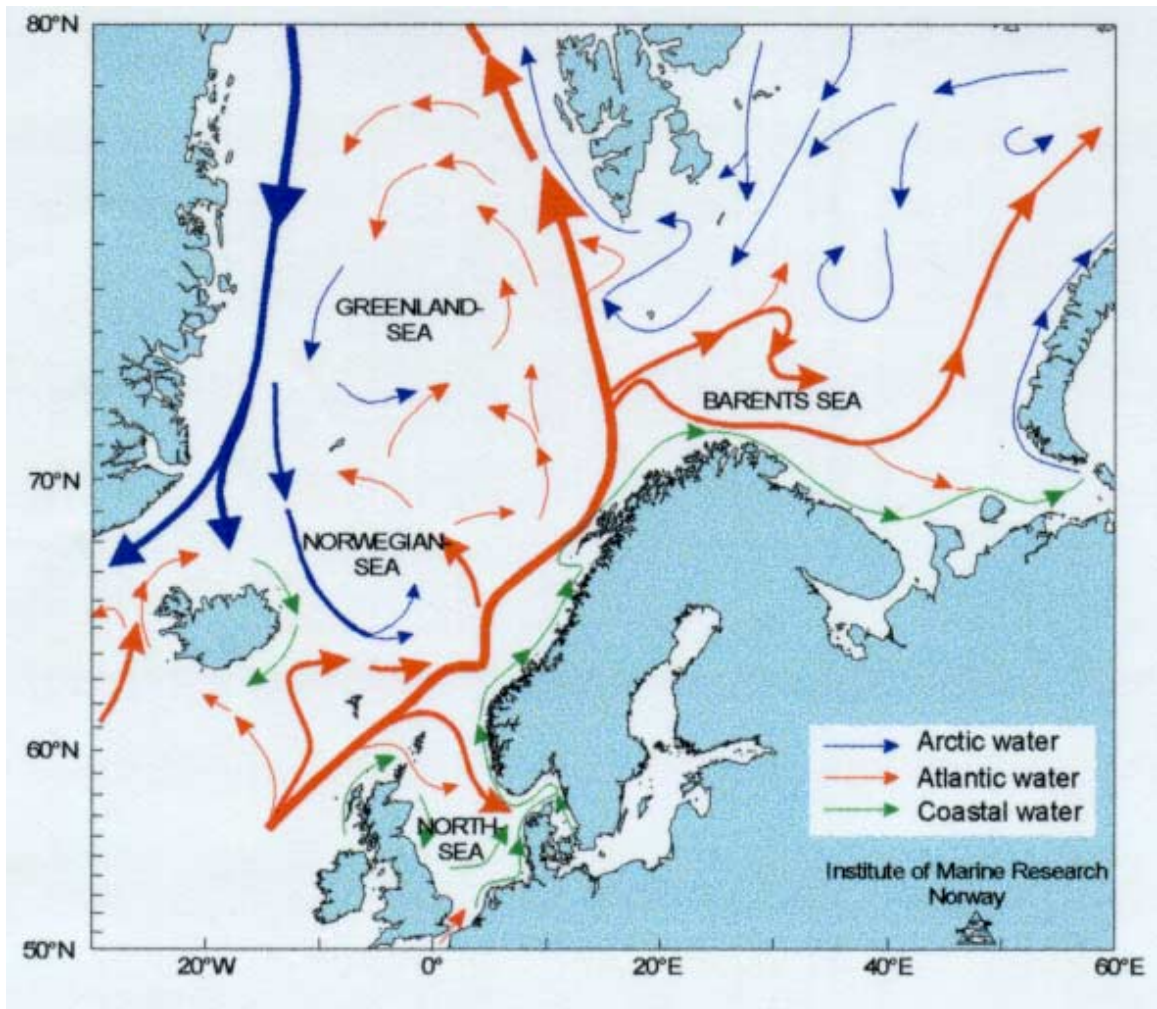 80°N
GREENLAND-
SEA
BARENTS SEA
70°N
NORWEGIAN-
SEA
60°N
Arctic water
Atlantic water
Coastal water
NORTH-
SEA
Institute of Marine Research
Norway
50°N
20°W
0°
20°E
40°E
60°E